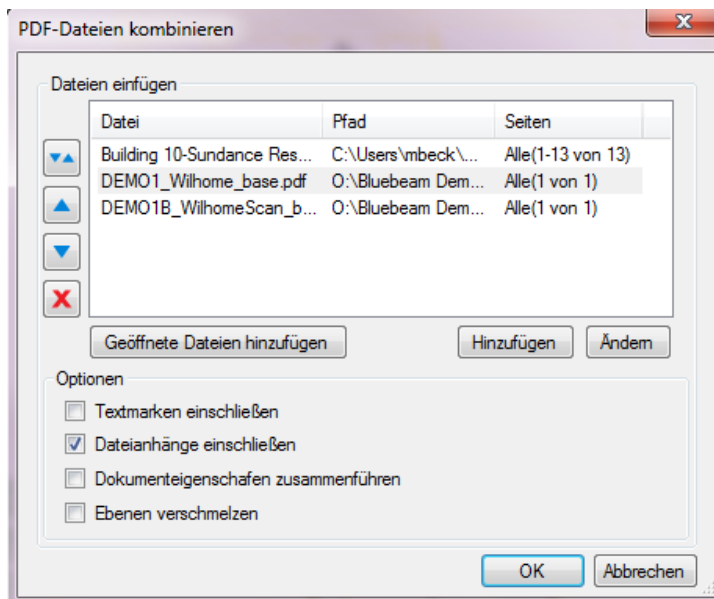 PDF-Dateien kombinieren
Dateien einfügen
Datei Pfad Seiten
Building 10-Sundance Res... C:\Users\mbeck\... Alle(1-13 von 13)
DEMO1_Wilhome_base.pdf O:\Bluebeam Dem... Alle(1 von 1)
DEMO1B_WilhomeScan_b... O:\Bluebeam Dem... Alle(1 von 1)
Geöffnete Dateien hinzufügen Hinzufügen Ändern
Optionen
Textmarken einschließen
Dateianhänge einschließen
Dokumenteigenschafen zusammenführen
Ebenen verschmelzen
OK Abbrechen